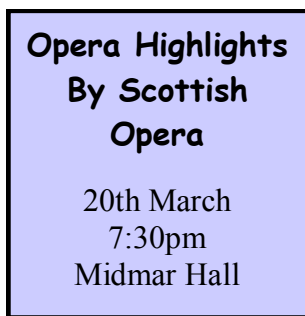 Opera Highlights
By Scottish
Opera
20th March
7:30pm
Midmar Hall